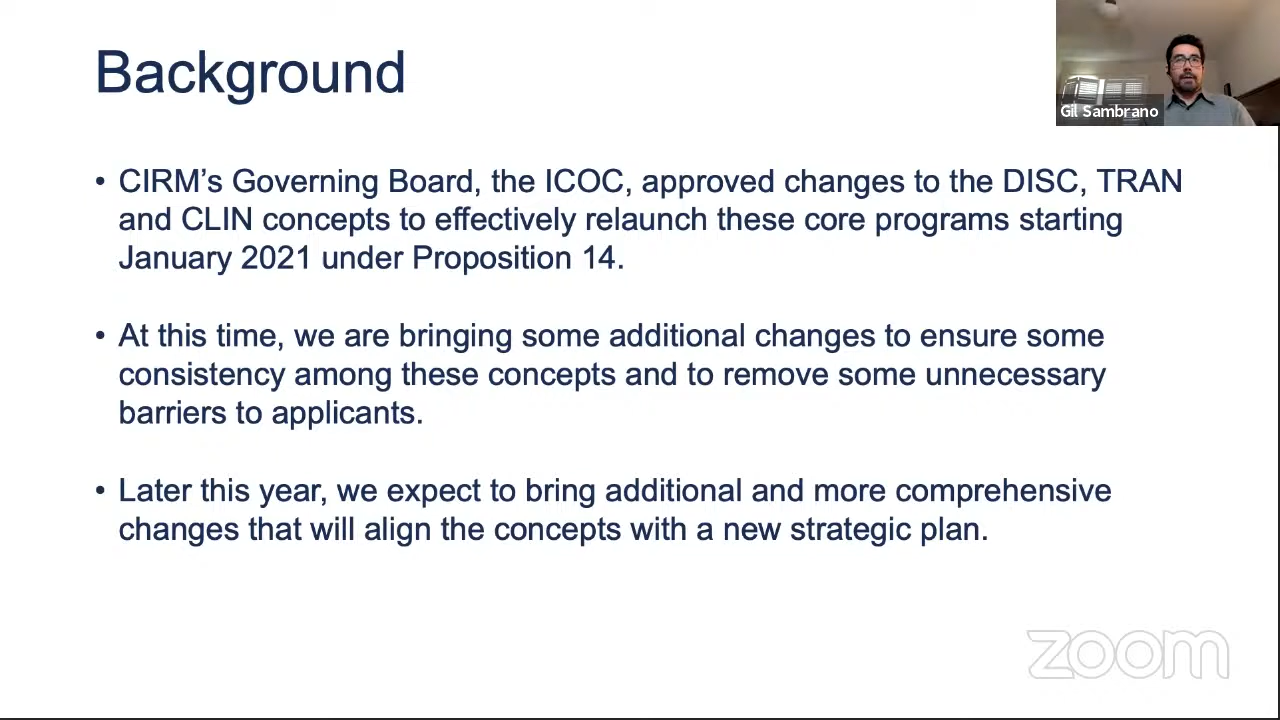 Background
Gil Sambrano
• CIRM’s Governing Board, the ICOC, approved changes to the DISC, TRAN
and CLIN concepts to effectively relaunch these core programs starting
January 2021 under Proposition 14.
• At this time, we are bringing some additional changes to ensure some
consistency among these concepts and to remove some unnecessary
barriers to applicants.
• Later this year, we expect to bring additional and more comprehensive
changes that will align the concepts with a new strategic plan.
zoom